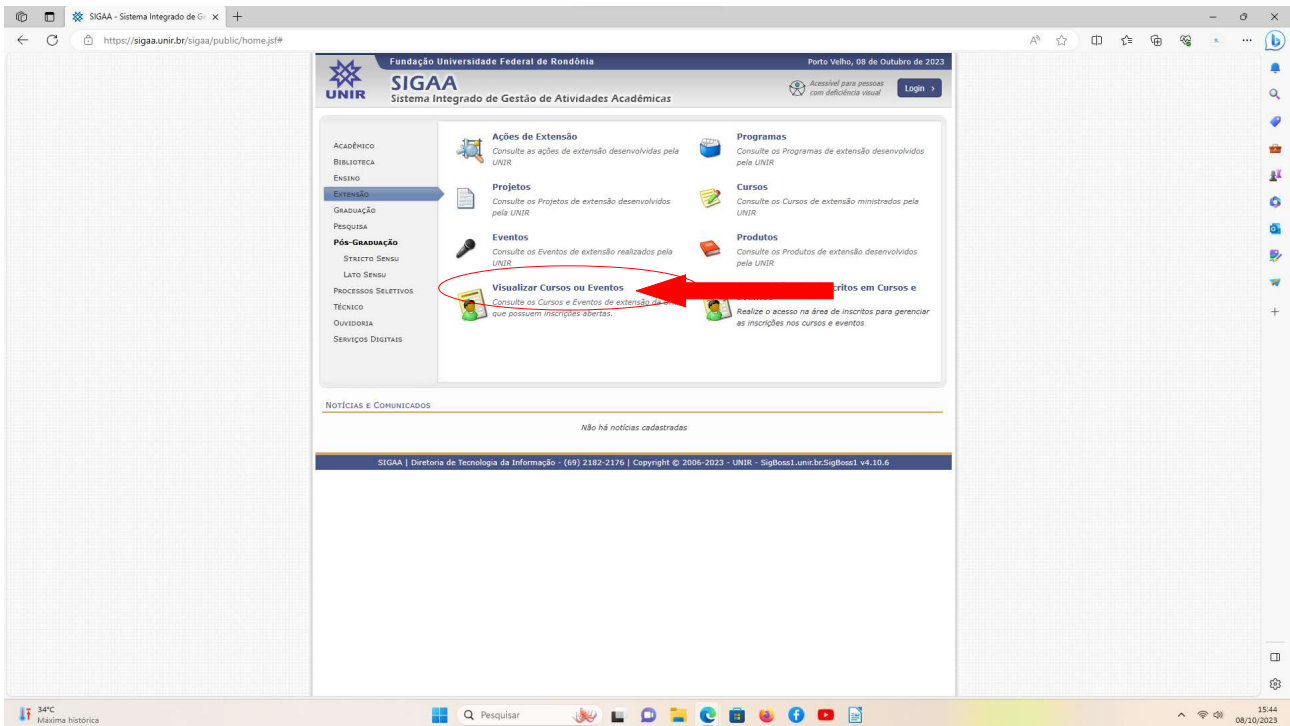 SIGAA - Sistema Integrado de Ge
https://sigaa.unir.br/sigaa/public/home.jsf#
Fundação Universidade Federal de Rondônia
Porto Velho, 08 de Outubro de 2023
UNIR
SIGAA
Sistema Integrado de Gestão de Atividades Acadêmicas
Acessível para pessoas
com deficiência visual
Login >
Acadêmico
Biblioteca
Ensino
Extensão
Graduação
Pesquisa
Pós-Graduação
Stricto Sensu
Lato Sensu
Processos Seletivos
Técnico
Ouvidoria
Serviços Digitais
Ações de Extensão
Consulte as ações de extensão desenvolvidas pela
UNIR
Programas
Consulte os Programas de extensão desenvolvidos
pela UNIR
Projetos
Consulte os Projetos de extensão desenvolvidos
pela UNIR
Cursos
Consulte os Cursos de extensão ministrados pela
UNIR
Eventos
Consulte os Eventos de extensão realizados pela
UNIR
Produtos
Consulte os Produtos de extensão desenvolvidos
pela UNIR
Visualizar Cursos ou Eventos
Consulte os Cursos e Eventos de extensão da
que possuem inscrições abertas.
critos em Cursos e
Realize o acesso na área de inscritos para gerenciar
as inscrições nos cursos e eventos
Notícias e Comunicados
Não há notícias cadastradas
SIGAA | Diretoria de Tecnologia da Informação - (69) 2182-2176 | Copyright © 2006-2023 - UNIR - SigBoss1.unir.br.SigBoss1 v4.10.6
34°C
Máxima histórica
Pesquisar
15:44
08/10/2023